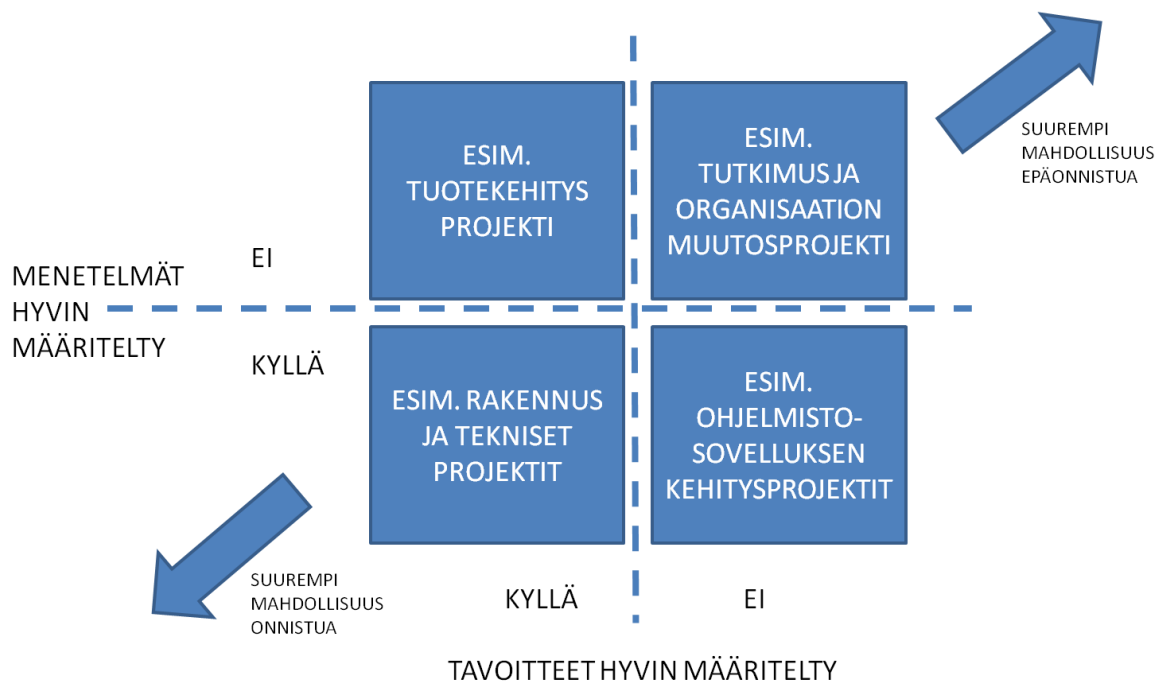 ESIM.
TUOTEKEHITYS
PROJEKTI
ESIM.
TUTKIMUS JA
ORGANISAATION
MUUTOSPROJEKTI
SUUREMPI
MAHDOLLISUUS
EPÄONNISTUA
MENETELMÄT
HYVIN
MÄÄRITELTY
EI
KYLLÄ
ESIM. RAKENNUS
JA TEKNISET
PROJEKTIT
ESIM.
OHJELMISTO-
SOVELLUKSEN
KEHITYSPROJEKTIT
SUUREMPI
MAHDOLLISUUS
ONNISTUA
KYLLÄ
EI
TAVOITTEET HYVIN MÄÄRITELTY